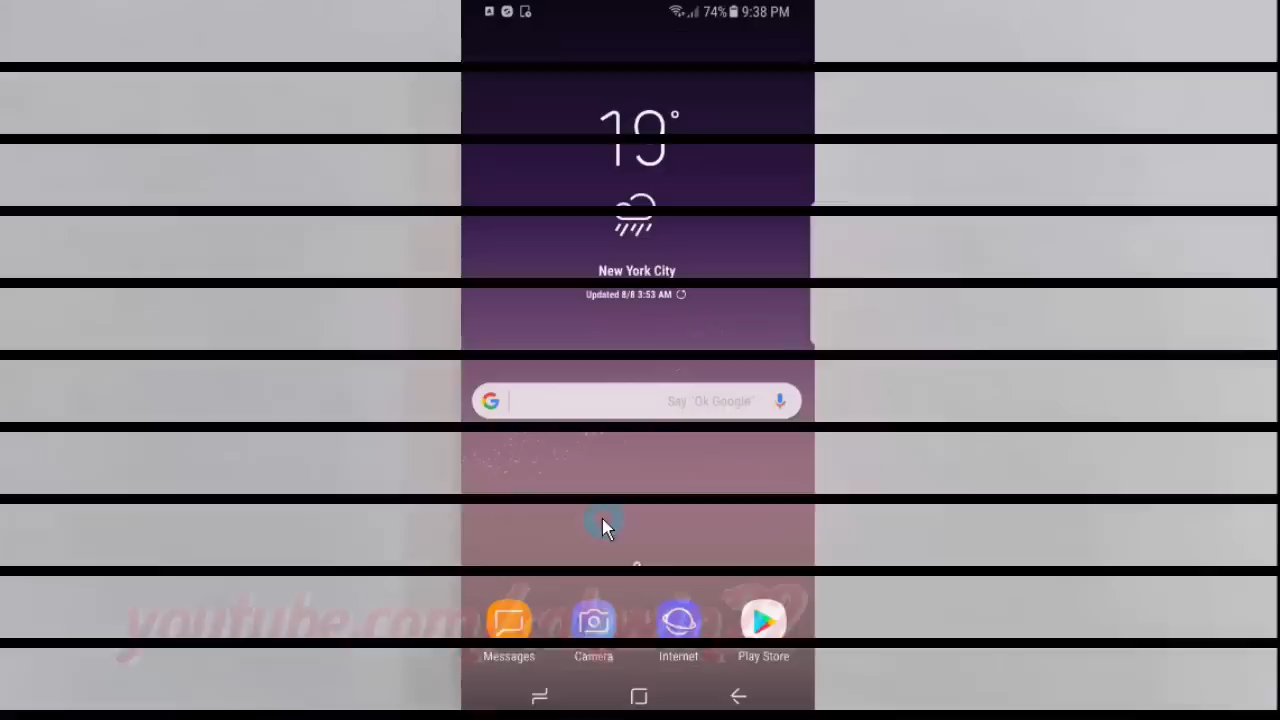 74% 9:38 PM
19°
New York City
Updated 8/8 3:53 AM
G Say "Ok Google"
youtube.com
Messages Camera Internet Play Store